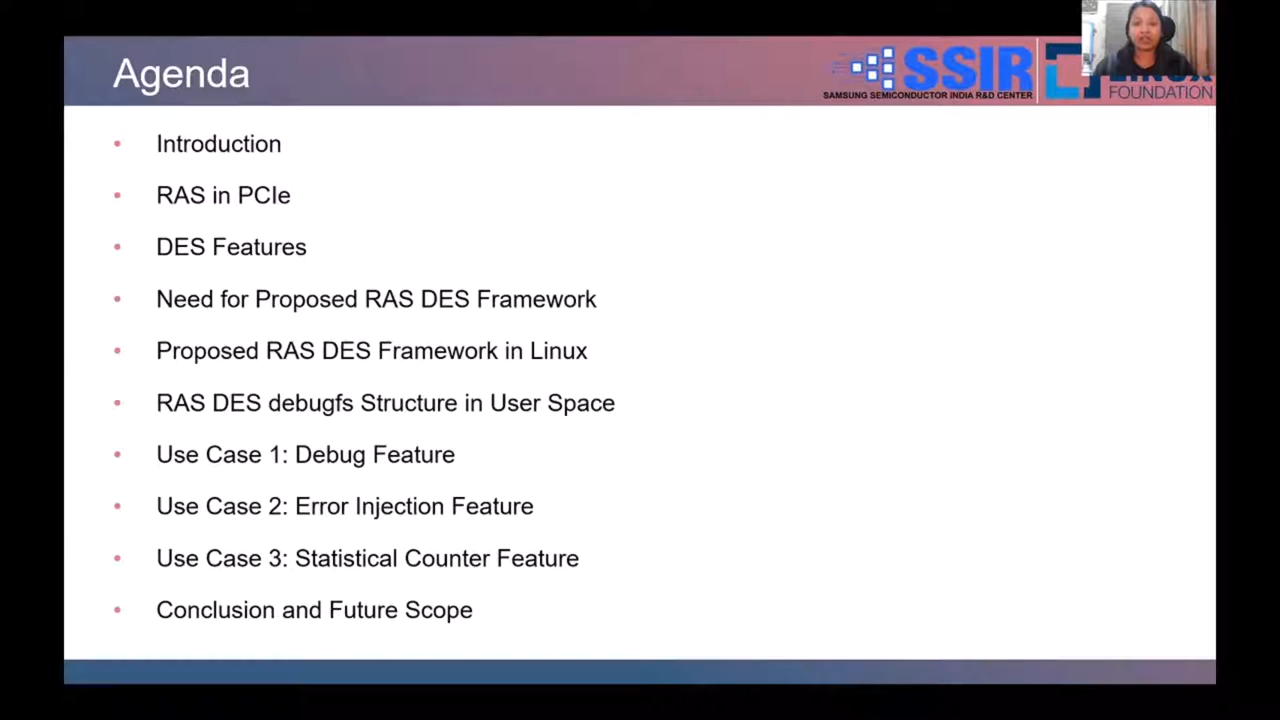 Agenda
SSIR
SAMSUNG SEMICONDUCTOR INDIA R&D CENTER
FOUNDATION
• Introduction
• RAS in PCIe
• DES Features
• Need for Proposed RAS DES Framework
• Proposed RAS DES Framework in Linux
• RAS DES debugfs Structure in User Space
• Use Case 1: Debug Feature
• Use Case 2: Error Injection Feature
• Use Case 3: Statistical Counter Feature
• Conclusion and Future Scope